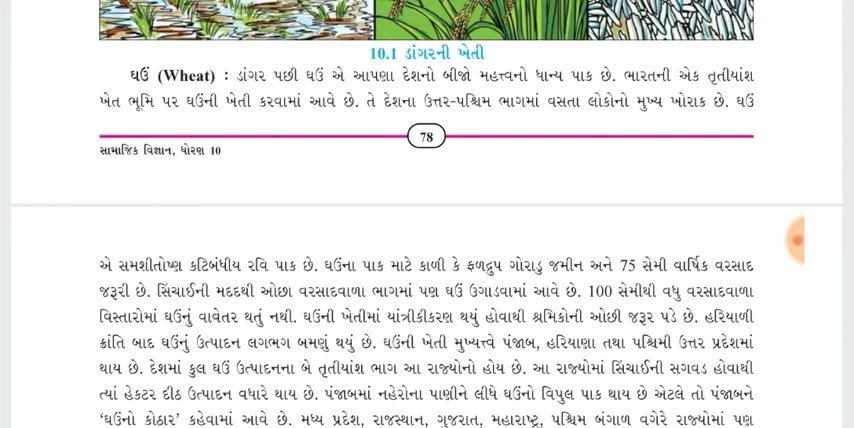 10.1 ડાંગરની ખેતી
ઘઉં (Wheat) : ડાંગર પછી ઘઉં એ આપણા દેશનો બીજો મહત્ત્વનો ધાન્ય પાક છે. ભારતની એક તૃતીયાંશ
ખેત ભૂમિ પર ઘઉંની ખેતી કરવામાં આવે છે. તે દેશના ઉત્તર-પશ્ચિમ ભાગમાં વસતા લોકોનો મુખ્ય ખોરાક છે. ઘઉં
78
સામાજિક વિજ્ઞાન, ધોરણ 10
એ સમશીતોષ્ણ કટિબંધીય રવિ પાક છે. ઘઉંના પાક માટે કાળી કે ફળદ્રુપ ગોરાડુ જમીન અને 75 સેમી વાર્ષિક વરસાદ
જરૂરી છે. સિંચાઈની મદદથી ઓછા વરસાદવાળા ભાગમાં પણ ઘઉં ઉગાડવામાં આવે છે. 100 સેમીથી વધુ વરસાદવાળા
વિસ્તારોમાં ઘઉંનું વાવેતર થતું નથી. ઘઉંની ખેતીમાં યાંત્રીકીકરણ થયું હોવાથી શ્રમિકોની ઓછી જરૂર પડે છે. હરિયાળી
ક્રાંતિ બાદ ઘઉંનું ઉત્પાદન લગભગ બમણું થયું છે. ઘઉંની ખેતી મુખ્યત્ત્વે પંજાબ, હરિયાણા તથા પશ્ચિમી ઉત્તર પ્રદેશમાં
થાય છે. દેશમાં કુલ ઘઉં ઉત્પાદનના બે તૃતીયાંશ ભાગ આ રાજ્યોનો હોય છે. આ રાજ્યોમાં સિંચાઈની સગવડ હોવાથી
ત્યાં હેક્ટર દીઠ ઉત્પાદન વધારે થાય છે. પંજાબમાં નહેરોના પાણીને લીધે ઘઉંનો વિપુલ પાક થાય છે એટલે તો પંજાબને
‘ઘઉંનો કોઠાર’ કહેવામાં આવે છે. મધ્ય પ્રદેશ, રાજસ્થાન, ગુજરાત, મહારાષ્ટ્ર, પશ્ચિમ બંગાળ વગેરે રાજ્યોમાં પણ